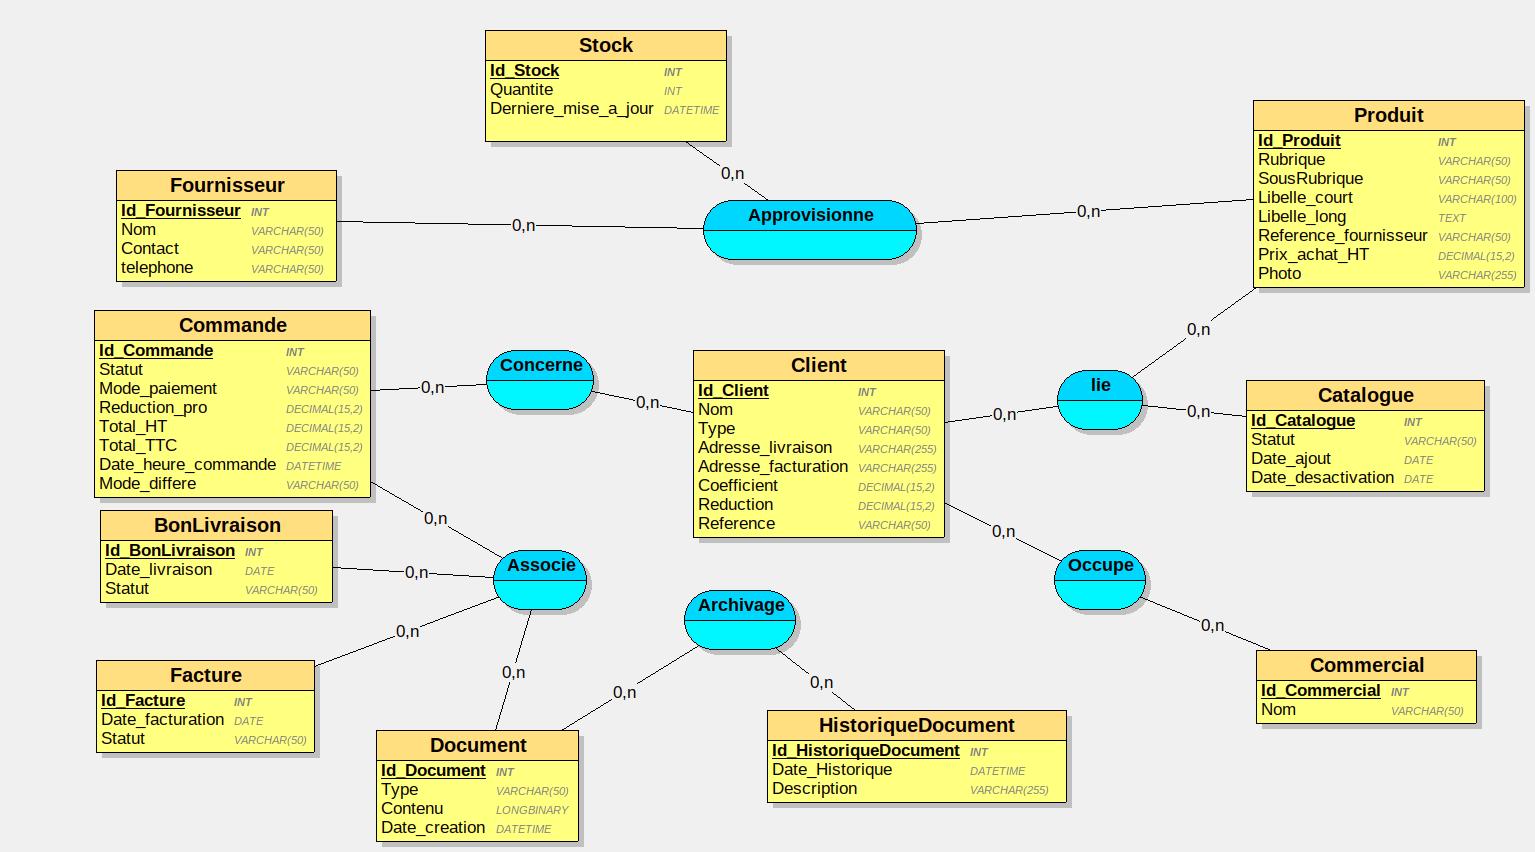 Stock
Id_Stock INT
Quantite INT
Derniere_mise_a_jour DATETIME
0,n
Produit
Id_Produit INT
Rubrique VARCHAR(50)
SousRubrique VARCHAR(50)
Libelle_court VARCHAR(100)
Libelle_long TEXT
Reference_fournisseur VARCHAR(50)
Prix_achat_HT DECIMAL(15,2)
Photo VARCHAR(255)
Fournisseur
Id_Fournisseur INT
Nom VARCHAR(50)
Contact VARCHAR(50)
telephone VARCHAR(50)
0,n
Approvisionne
0,n
0,n
Commande
Id_Commande INT
Statut VARCHAR(50)
Mode_paiement VARCHAR(50)
Reduction_pro DECIMAL(15,2)
Total_HT DECIMAL(15,2)
Total_TTC DECIMAL(15,2)
Date_heure_commande DATETIME
Mode_differe VARCHAR(50)
0,n
Concerne
0,n
Client
Id_Client INT
Nom VARCHAR(50)
Type VARCHAR(50)
Adresse_livraison VARCHAR(255)
Adresse_facturation VARCHAR(255)
Coefficient DECIMAL(15,2)
Reduction DECIMAL(15,2)
Reference VARCHAR(50)
0,n
lie
0,n
Catalogue
Id_Catalogue INT
Statut VARCHAR(50)
Date_ajout DATE
Date_desactivation DATE
0,n
0,n
BonLivraison
Id_BonLivraison INT
Date_livraison DATE
Statut VARCHAR(50)
0,n
Associe
Occupe
Archivage
0,n
0,n
0,n
0,n
0,n
Facture
Id_Facture INT
Date_facturation DATE
Statut VARCHAR(50)
Commercial
Id_Commercial INT
Nom VARCHAR(50)
Document
Id_Document INT
Type VARCHAR(50)
Contenu LONGBINARY
Date_creation DATETIME
HistoriqueDocument
Id_HistoriqueDocument INT
Date_Historique DATETIME
Description VARCHAR(255)